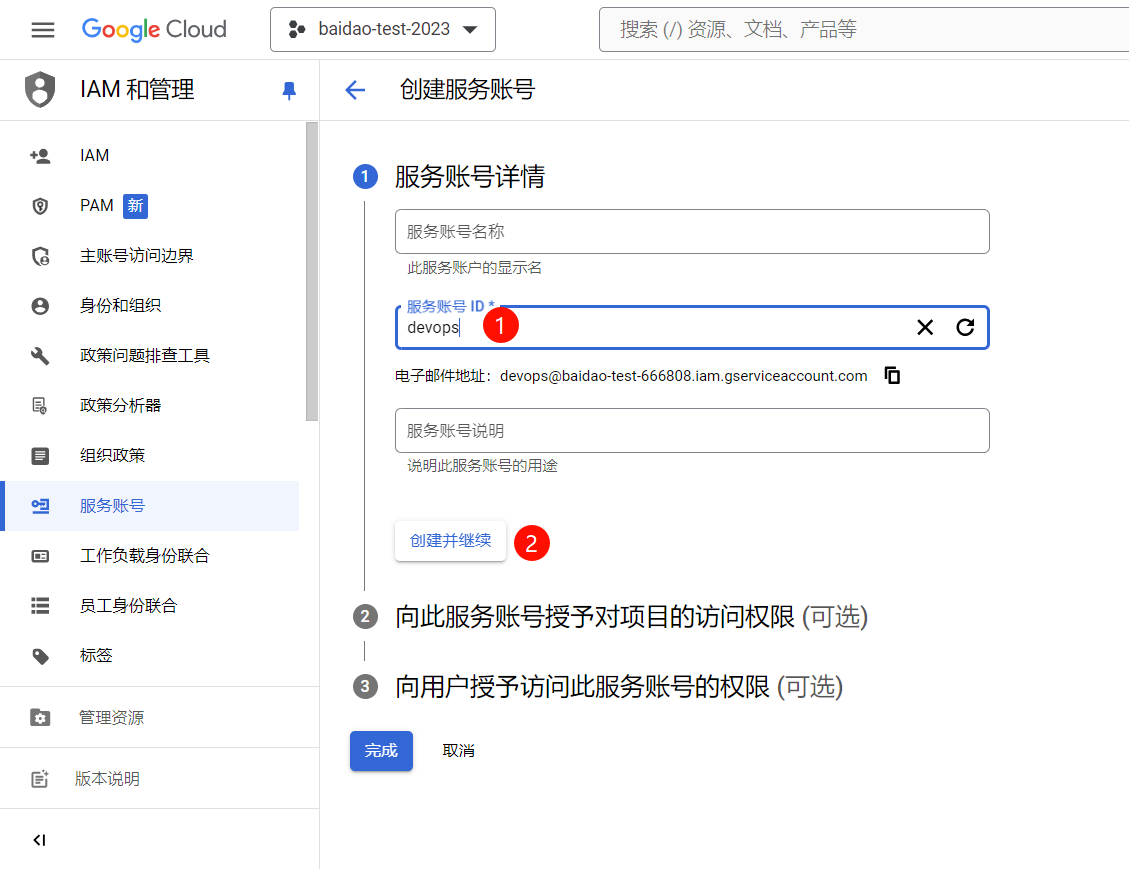 Google Cloud
baidao-test-2023
搜索 (/) 资源、文档、产品等
IAM 和管理
创建服务账号
IAM
PAM 新
主账号访问边界
身份和组织
政策问题排查工具
政策分析器
组织政策
服务账号
工作负载身份联合
员工身份联合
标签
管理资源
版本说明
1 服务账号详情
服务账号名称
此服务账户的显示名
服务账号 ID *
devops
1
电子邮件地址：devops@baidao-test-666808.iam.gserviceaccount.com
服务账号说明
说明此服务账号的用途
创建并继续
2
2 向此服务账号授予对项目的访问权限 (可选)
3 向用户授予访问此服务账号的权限 (可选)
完成
取消